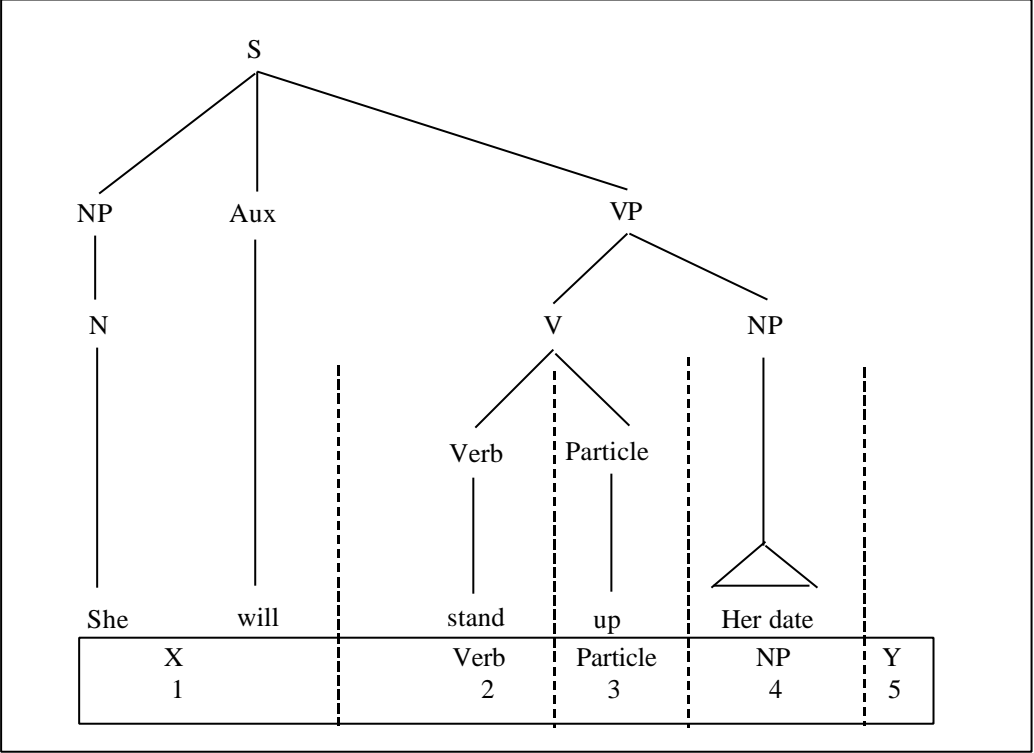 S
NP Aux VP
N V NP
Verb Particle
She will stand up Her date
X Verb Particle NP Y
1 2 3 4 5